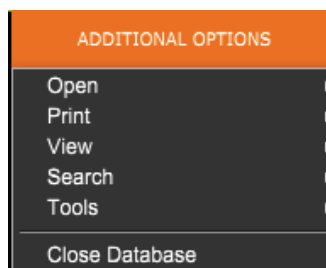 ADDITIONAL OPTIONS
Open
Print
View
Search
Tools
Close Database